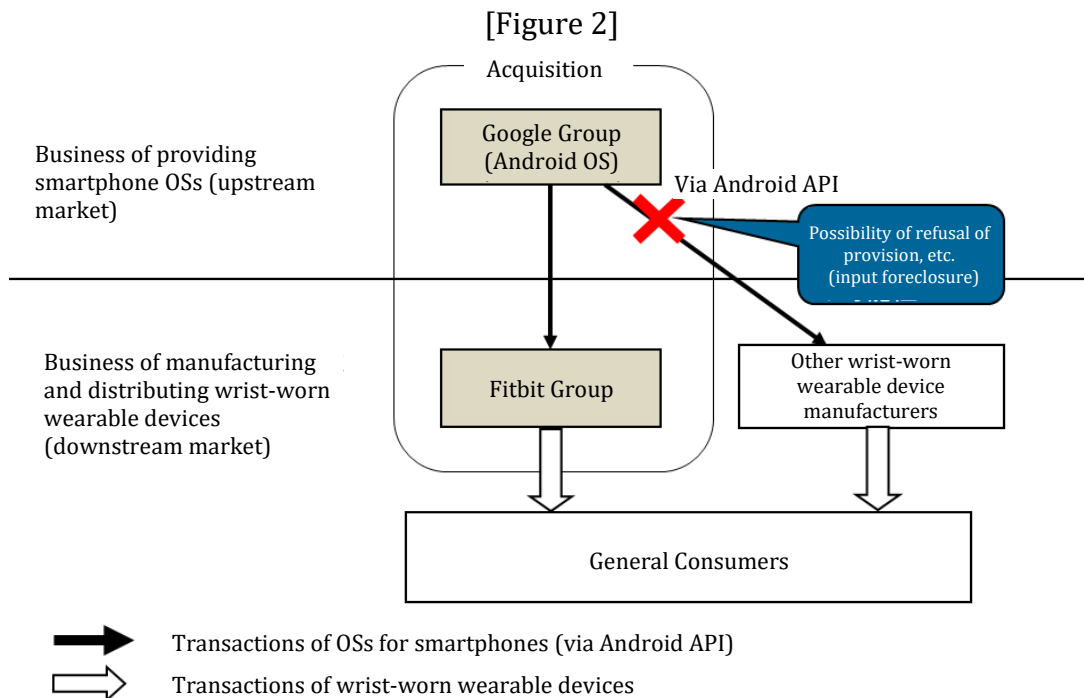 [Figure 2]
Acquisition
Google Group
(Android OS)
Business of providing
smartphone OSs (upstream
market)
Via Android API
Possibility of refusal of
provision, etc.
(input foreclosure)
Business of manufacturing
and distributing wrist-worn
wearable devices
(downstream market)
Fitbit Group
Other wrist-worn
wearable device
manufacturers
General Consumers
Transactions of OSs for smartphones (via Android API)
Transactions of wrist-worn wearable devices